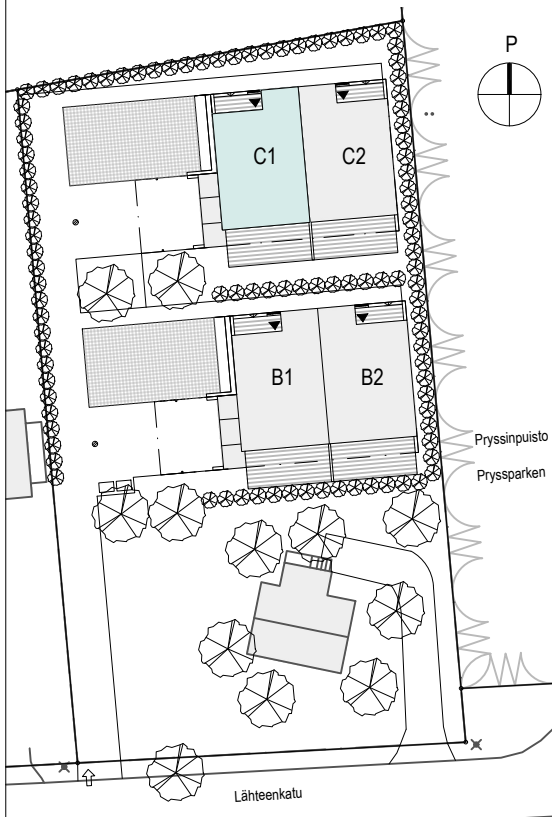 P
C1
C2
B1
B2
Pryssinpuisto
Pryssparken
Lähteenkatu